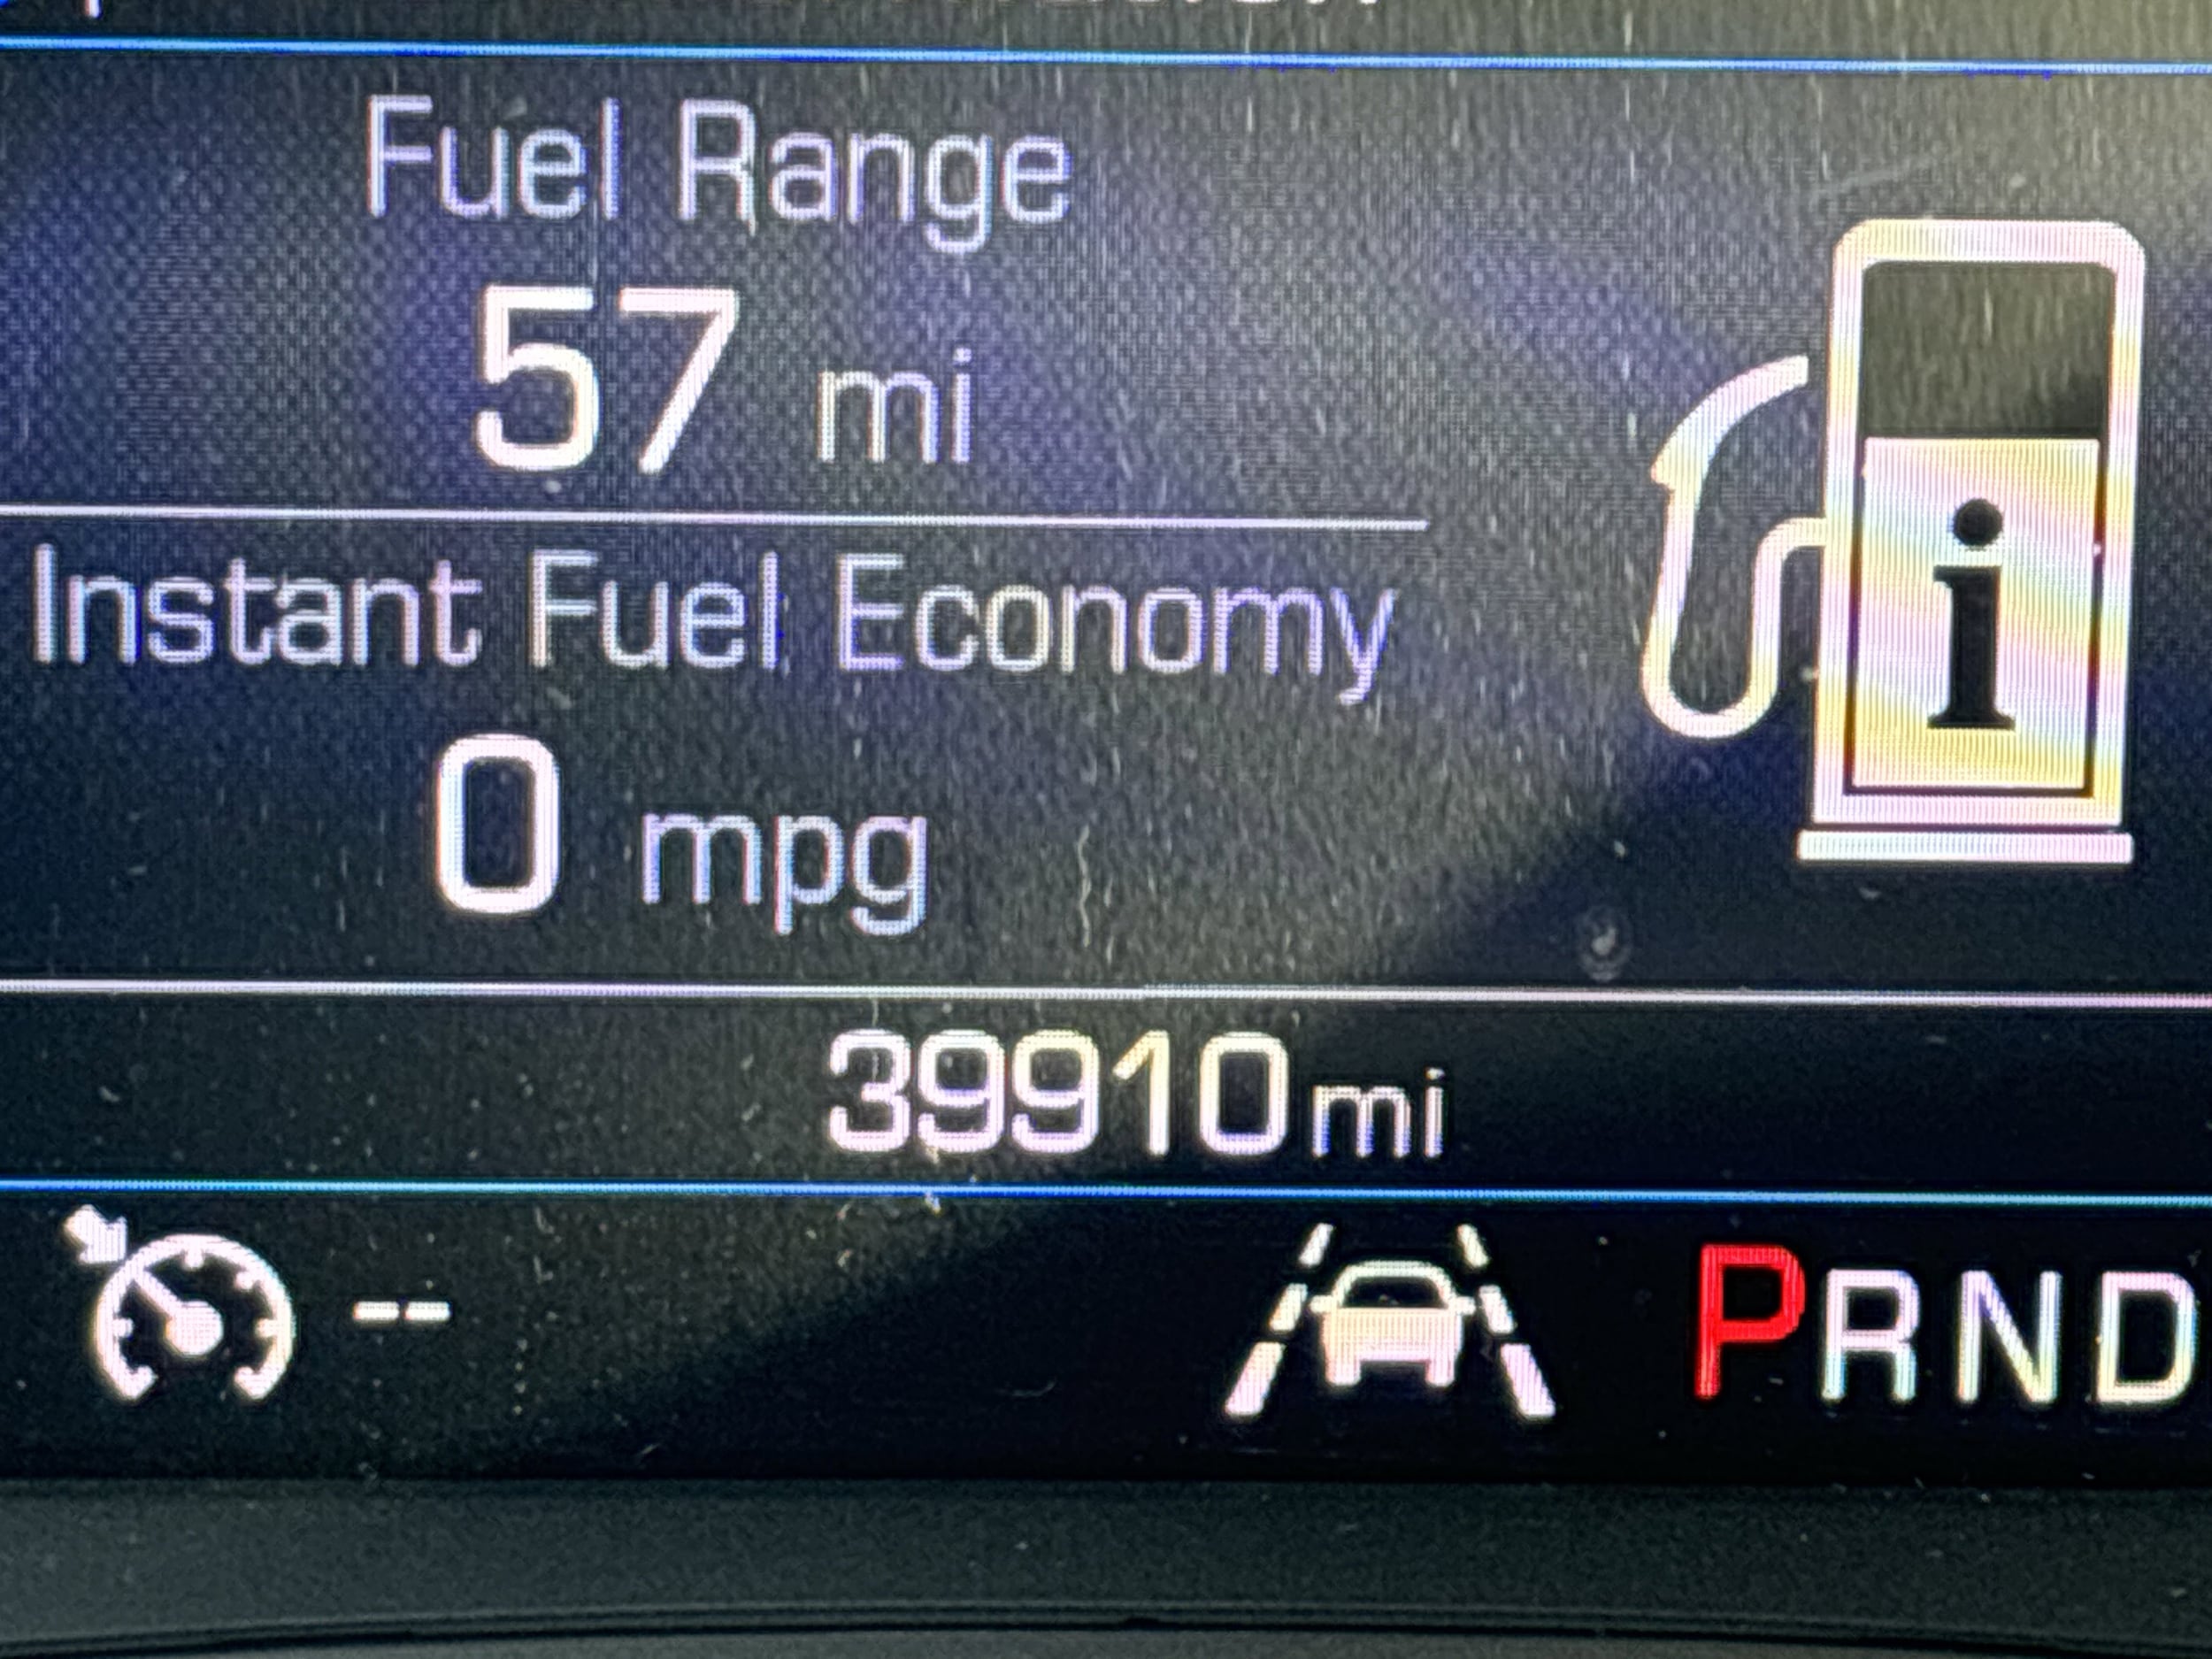 Fuel Range
57 mi
Instant Fuel Economy
0 mpg
i
39910 mi
--
PRND